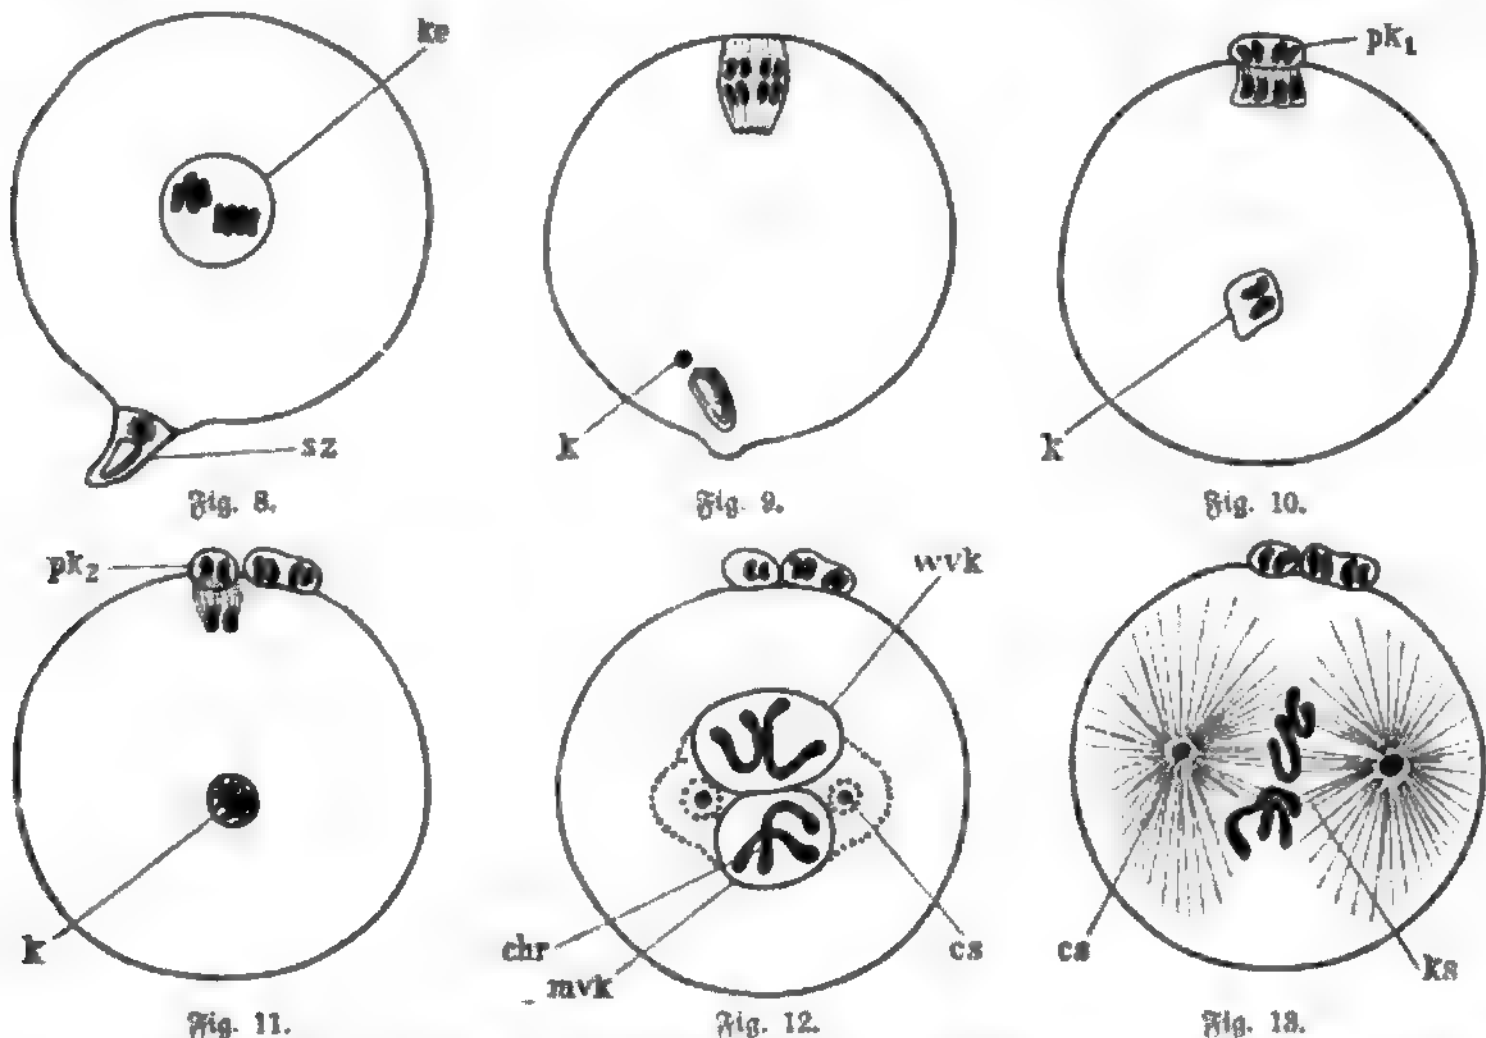 ke
sz
Fig. 8.
k
Fig. 9.
pk1
k
Fig. 10.
pk2
k
Fig. 11.
wvk
chr
mvk
cs
Fig. 12.
cs
ks
Fig. 13.